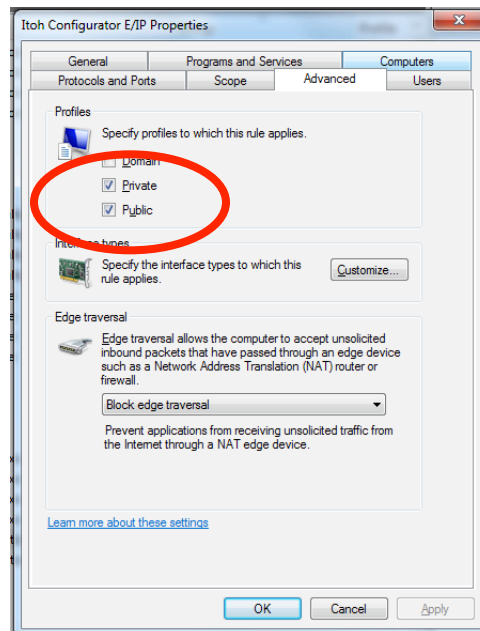 Itoh Configurator E/IP Properties
General
Programs and Services
Computers
Protocols and Ports
Scope
Advanced
Users
Profiles
Specify profiles to which this rule applies.
Domain
Private
Public
Interface types
Specify the interface types to which this
rule applies.
Customize...
Edge traversal
Edge traversal allows the computer to accept unsolicited
inbound packets that have passed through an edge device
such as a Network Address Translation (NAT) router or
firewall.
Block edge traversal
Prevent applications from receiving unsolicited traffic from
the Internet through a NAT edge device.
Learn more about these settings
OK
Cancel
Apply